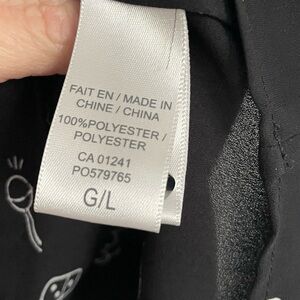 FAIT EN / MADE IN
CHINE / CHINA
100%POLYESTER /
POLYESTER
CA 01241
PO579765
G/L